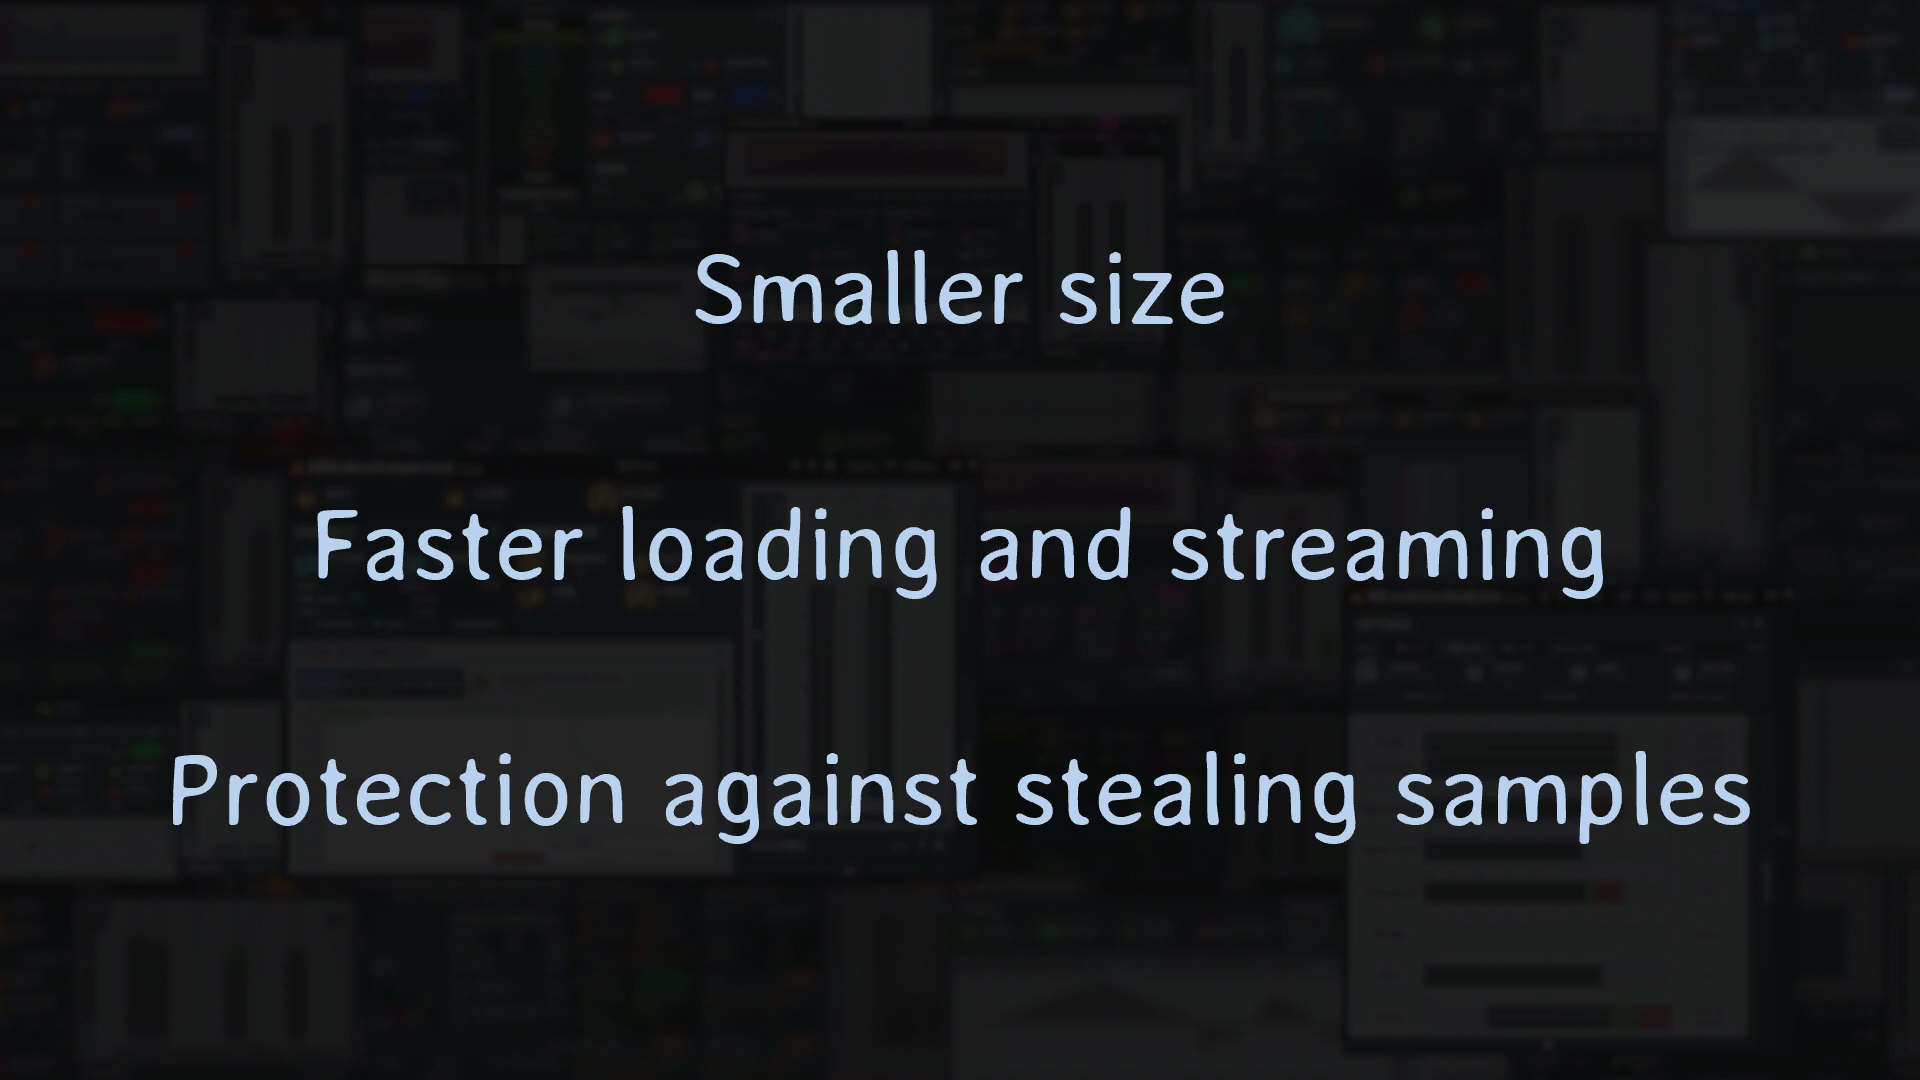 Smaller size
Faster loading and streaming
Protection against stealing samples